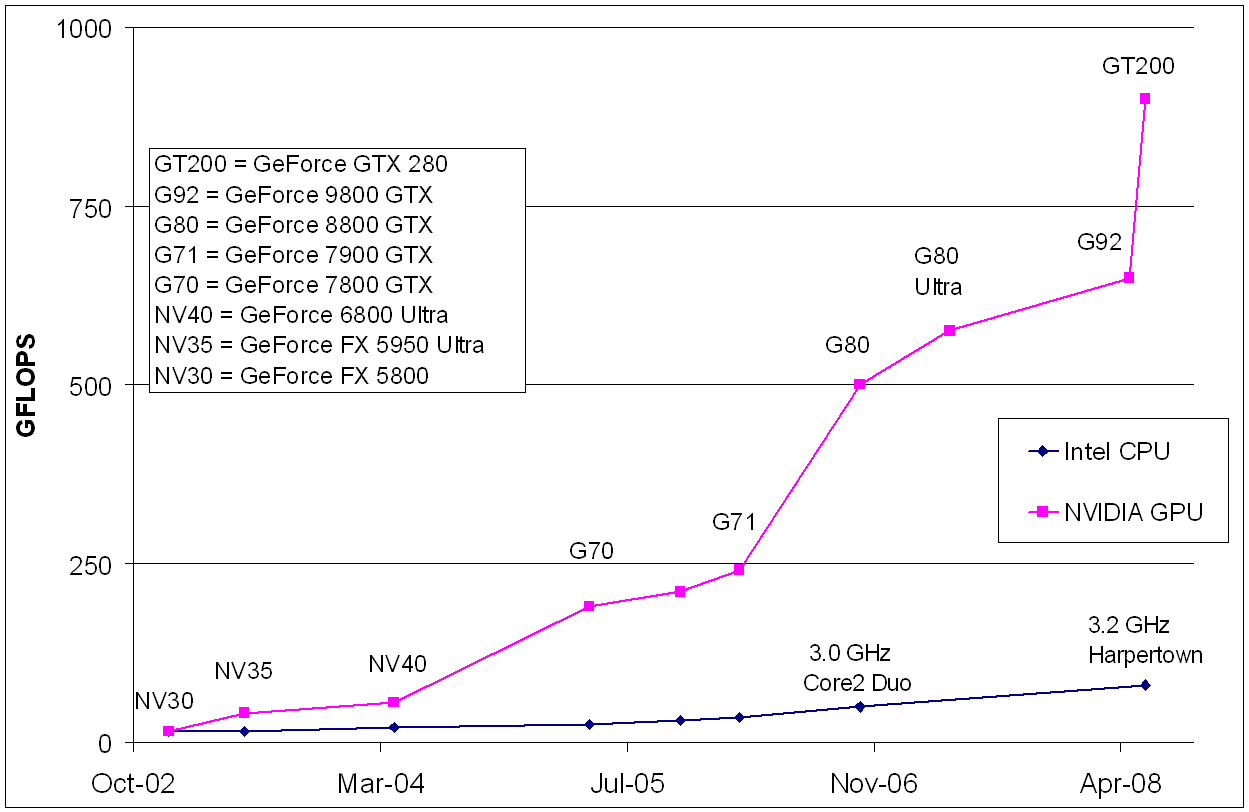 1000
GT200
GT200 = GeForce GTX 280
G92 = GeForce 9800 GTX
G80 = GeForce 8800 GTX
G71 = GeForce 7900 GTX
G70 = GeForce 7800 GTX
NV40 = GeForce 6800 Ultra
NV35 = GeForce FX 5950 Ultra
NV30 = GeForce FX 5800
750
G92
G80
Ultra
G80
GFLOPS
500
Intel CPU
NVIDIA GPU
G71
G70
250
3.2 GHz
Harpertown
3.0 GHz
Core2 Duo
NV40
NV35
NV30
0
Oct-02
Mar-04
Jul-05
Nov-06
Apr-08